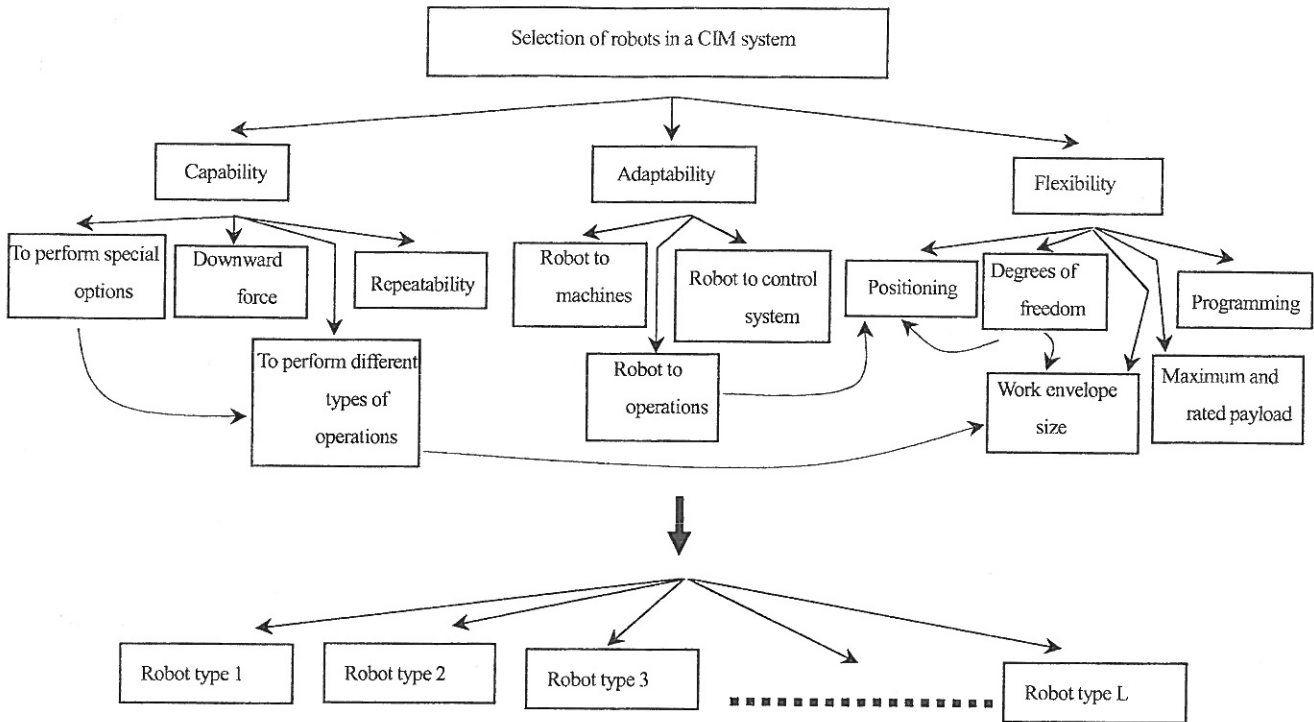 Selection of robots in a CIM system
Capability
Adaptability
Flexibility
To perform special
options
Downward
force
Repeatability
To perform different
types of
operations
Robot to
machines
Robot to control
system
Robot to
operations
Positioning
Degrees of
freedom
Programming
Work envelope
size
Maximum and
rated payload
Robot type 1
Robot type 2
Robot type 3
Robot type L